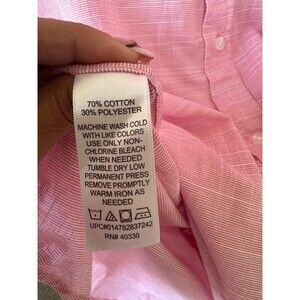 70% COTTON
30% POLYESTER
MACHINE WASH COLD
WITH LIKE COLORS
USE ONLY NON-
CHLORINE BLEACH
WHEN NEEDED
TUMBLE DRY LOW
PERMANENT PRESS
REMOVE PROMPTLY
WARM IRON AS
NEEDED
UPC#014782837242
RN# 40330